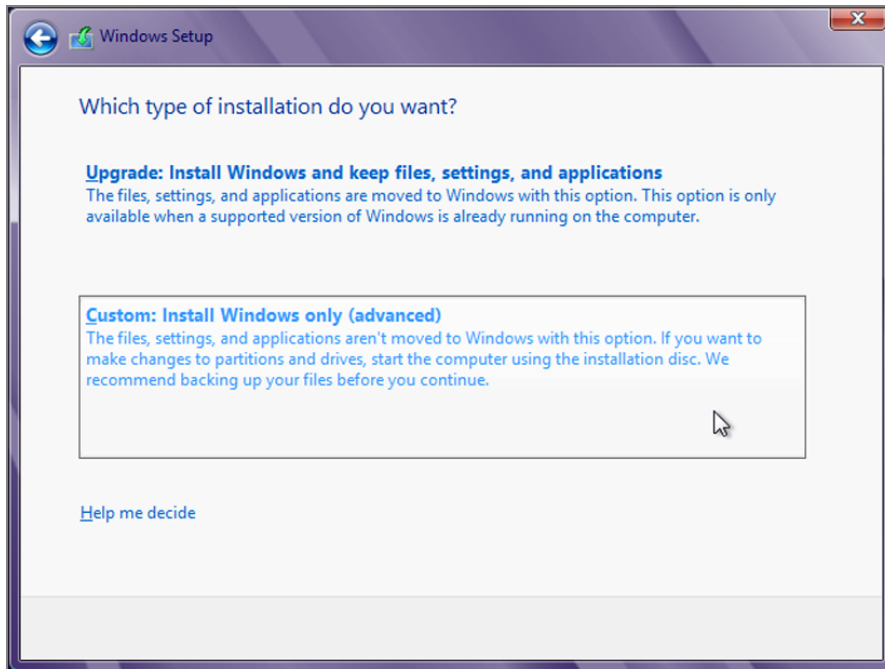 Windows Setup
Which type of installation do you want?
Upgrade: Install Windows and keep files, settings, and applications
The files, settings, and applications are moved to Windows with this option. This option is only
available when a supported version of Windows is already running on the computer.
Custom: Install Windows only (advanced)
The files, settings, and applications aren't moved to Windows with this option. If you want to
make changes to partitions and drives, start the computer using the installation disc. We
recommend backing up your files before you continue.
Help me decide